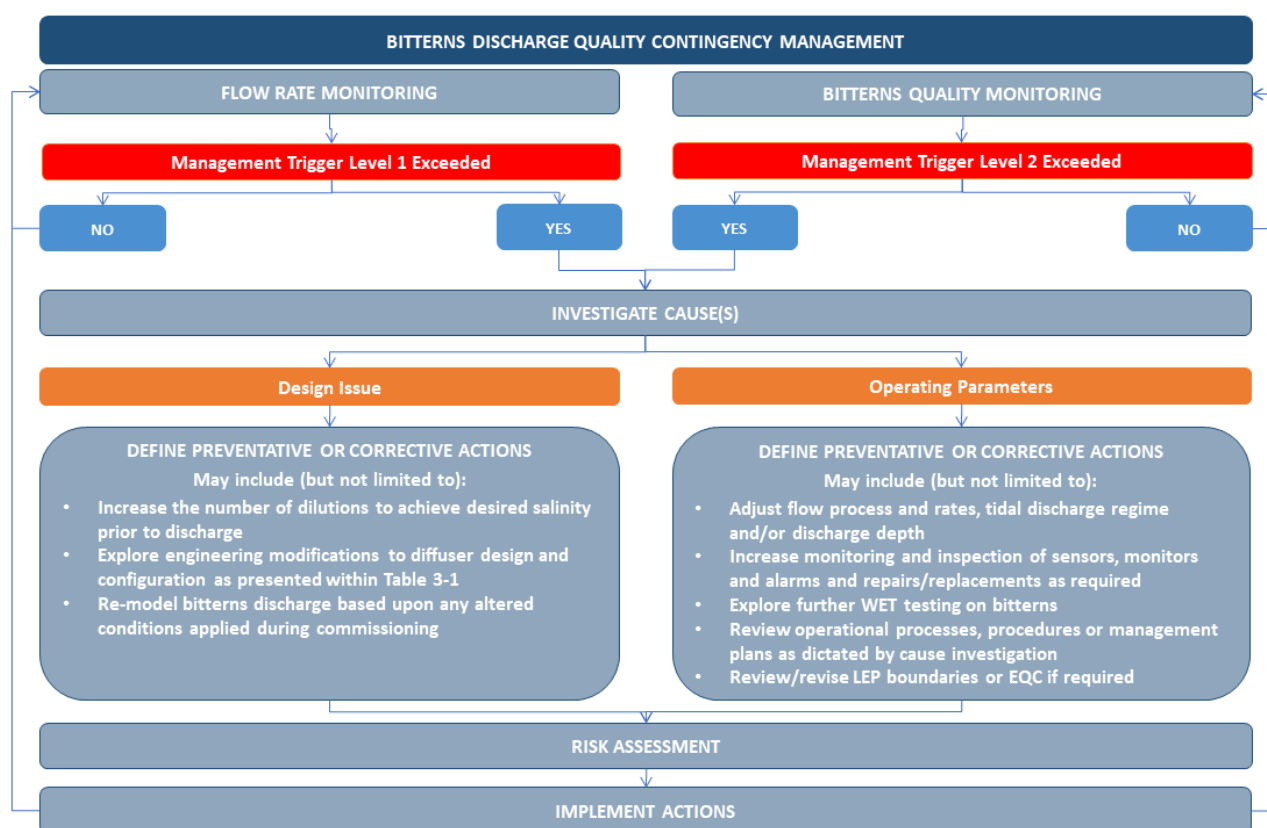 BITTERNS DISCHARGE QUALITY CONTINGENCY MANAGEMENT
FLOW RATE MONITORING
BITTERNS QUALITY MONITORING
Management Trigger Level 1 Exceeded
Management Trigger Level 2 Exceeded
NO
YES
YES
NO
INVESTIGATE CAUSE(S)
Design Issue
Operating Parameters
DEFINE PREVENTATIVE OR CORRECTIVE ACTIONS
May include (but not limited to):
• Increase the number of dilutions to achieve desired salinity
prior to discharge
• Explore engineering modifications to diffuser design and
configuration as presented within Table 3-1
• Re-model bitterns discharge based upon any altered
conditions applied during commissioning
DEFINE PREVENTATIVE OR CORRECTIVE ACTIONS
May include (but not limited to):
• Adjust flow process and rates, tidal discharge regime
and/or discharge depth
• Increase monitoring and inspection of sensors, monitors
and alarms and repairs/replacements as required
• Explore further WET testing on bitterns
• Review operational processes, procedures or management
plans as dictated by cause investigation
• Review/revise LEP boundaries or EQC if required
RISK ASSESSMENT
IMPLEMENT ACTIONS